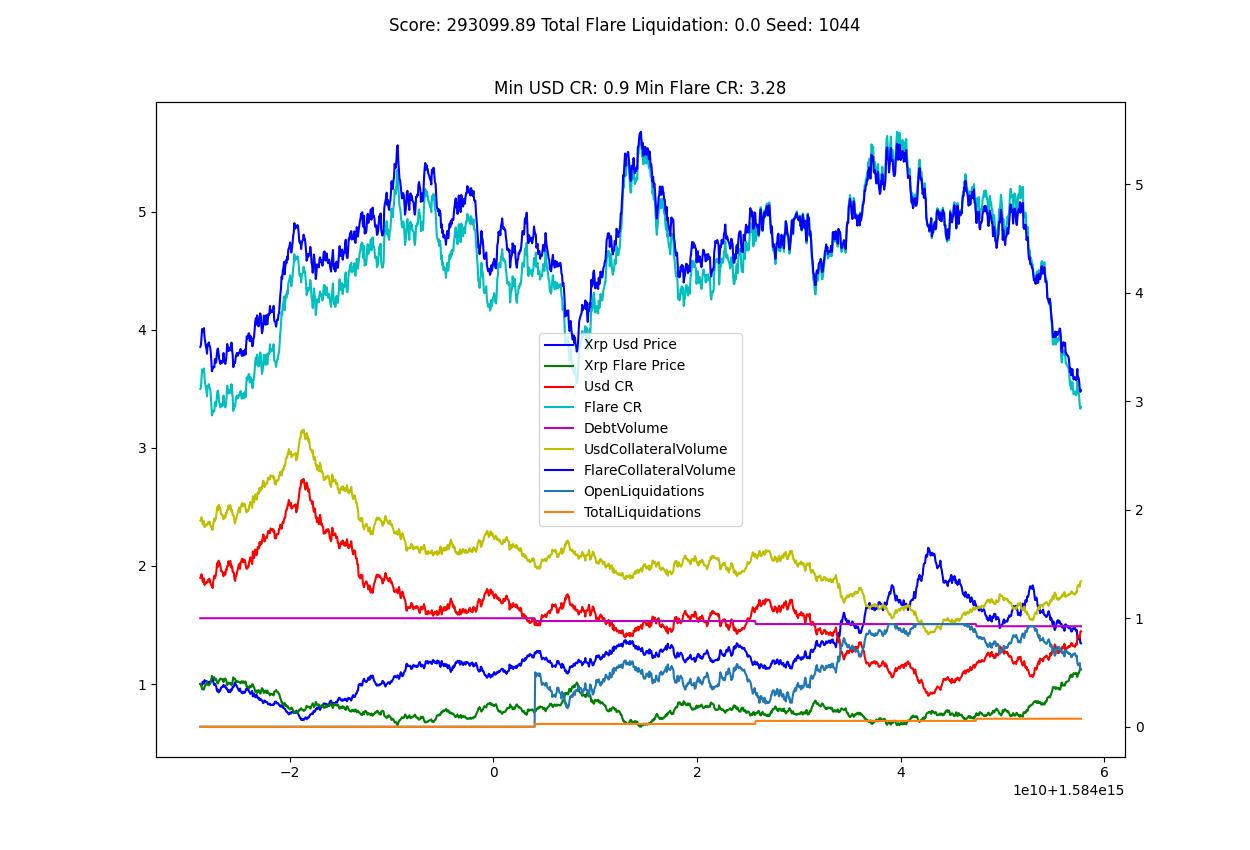 Score: 293099.89 Total Flare Liquidation: 0.0 Seed: 1044
Min USD CR: 0.9 Min Flare CR: 3.28
5
4
3
2
1
5
4
3
2
1
0
Xrp Usd Price
Xrp Flare Price
Usd CR
Flare CR
DebtVolume
UsdCollateralVolume
FlareCollateralVolume
OpenLiquidations
TotalLiquidations
−2 0 2 4 6
1e10+1.584e15